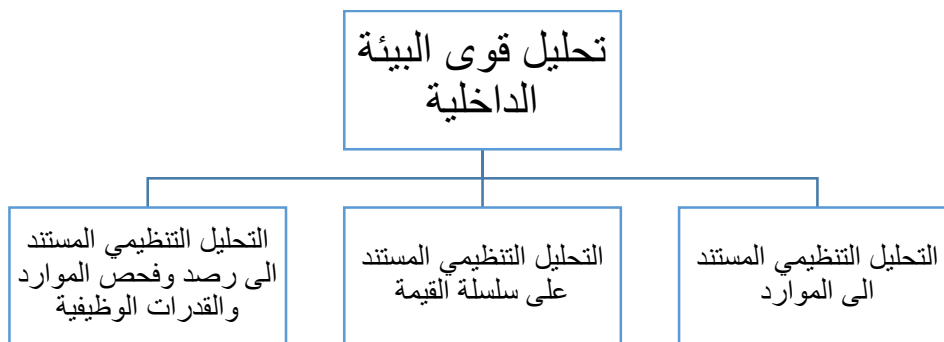 تحليل قوى البيئة
الداخلية
التحليل التنظيمي المستند
الى الموارد
التحليل التنظيمي المستند
على سلسلة القيمة
التحليل التنظيمي المستند
الى رصد وفحص الموارد
والقدرات الوظيفية